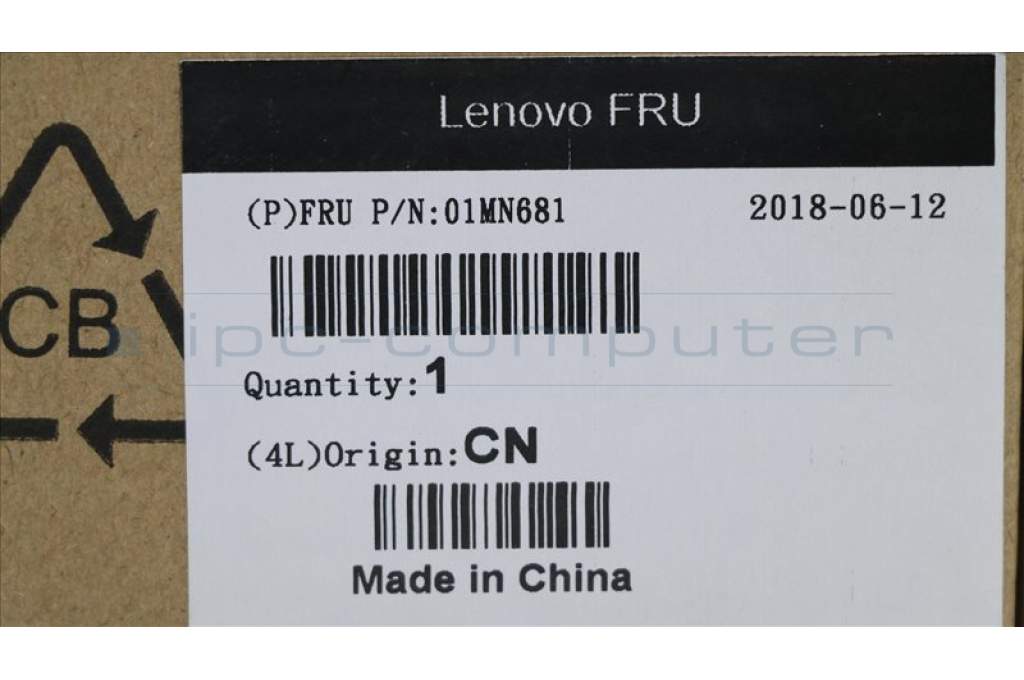 Lenovo FRU
(P)FRU P/N:01MN681 2018-06-12
CB
ipc-computer
Quantity:1
(4L)Origin:CN
Made in China